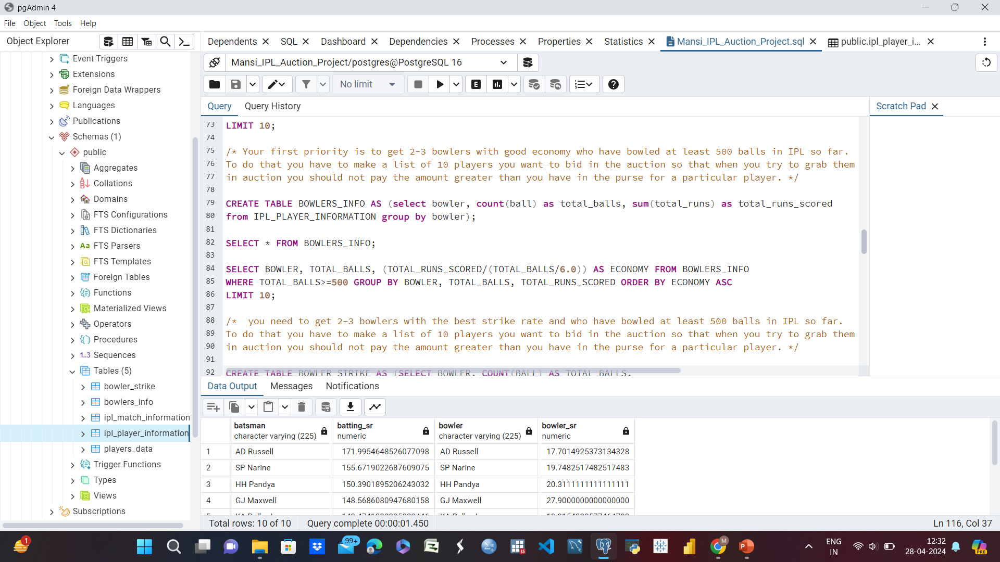 pgAdmin 4
File Object Tools Help
Object Explorer
Dependents SQL Dashboard Dependencies Processes Properties Statistics Mansi_IPL_Auction_Project.sql public.ipl_player_i...
Mansi_IPL_Auction_Project/postgres@PostgreSQL 16
No limit
E
Event Triggers
Extensions
Foreign Data Wrappers
Languages
Publications
Schemas (1)
public
Aggregates
Collations
Domains
FTS Configurations
FTS Dictionaries
Aa FTS Parsers
FTS Templates
Foreign Tables
Functions
Materialized Views
Operators
Procedures
1..3 Sequences
Tables (5)
bowler_strike
bowlers_info
ipl_match_information
ipl_player_information
players_data
Trigger Functions
Types
Views
Subscriptions
Query Query History
Scratch Pad
73 LIMIT 10;
74
75 /* Your first priority is to get 2-3 bowlers with good economy who have bowled at least 500 balls in IPL so far.
76 To do that you have to make a list of 10 players you want to bid in the auction so that when you try to grab them
77 in auction you should not pay the amount greater than you have in the purse for a particular player. */
78
79 CREATE TABLE BOWLERS_INFO AS (select bowler, count(ball) as total_balls, sum(total_runs) as total_runs_scored
80 from IPL_PLAYER_INFORMATION group by bowler);
81
82 SELECT * FROM BOWLERS_INFO;
83
84 SELECT BOWLER, TOTAL_BALLS, (TOTAL_RUNS_SCORED/(TOTAL_BALLS/6.0)) AS ECONOMY FROM BOWLERS_INFO
85 WHERE TOTAL_BALLS>=500 GROUP BY BOWLER, TOTAL_BALLS, TOTAL_RUNS_SCORED ORDER BY ECONOMY ASC
86 LIMIT 10;
87
88 /*  you need to get 2-3 bowlers with the best strike rate and who have bowled at least 500 balls in IPL so far.
89 To do that you have to make a list of 10 players you want to bid in the auction so that when you try to grab them
90 in auction you should not pay the amount greater than you have in the purse for a particular player. */
91
92 CREATE TABLE BOWLER_STRIKE AS (SELECT BOWLER, COUNT(BALL) AS TOTAL_BALLS,
Data Output Messages Notifications
batsman batting_sr bowler bowler_sr
character varying (225) numeric character varying (225) numeric
1 AD Russell 171.9954648526077098 AD Russell 17.7014925373134328
2 SP Narine 155.6719022687609075 SP Narine 19.7482517482517483
3 HH Pandya 150.3901895206243032 HH Pandya 20.3111111111111111
4 GJ Maxwell 148.5686080947680158 GJ Maxwell 27.9000000000000000
Total rows: 10 of 10 Query complete 00:00:01.450 Ln 116, Col 37
1
99+
15
M
ENG
IN
12:32
28-04-2024
PRE